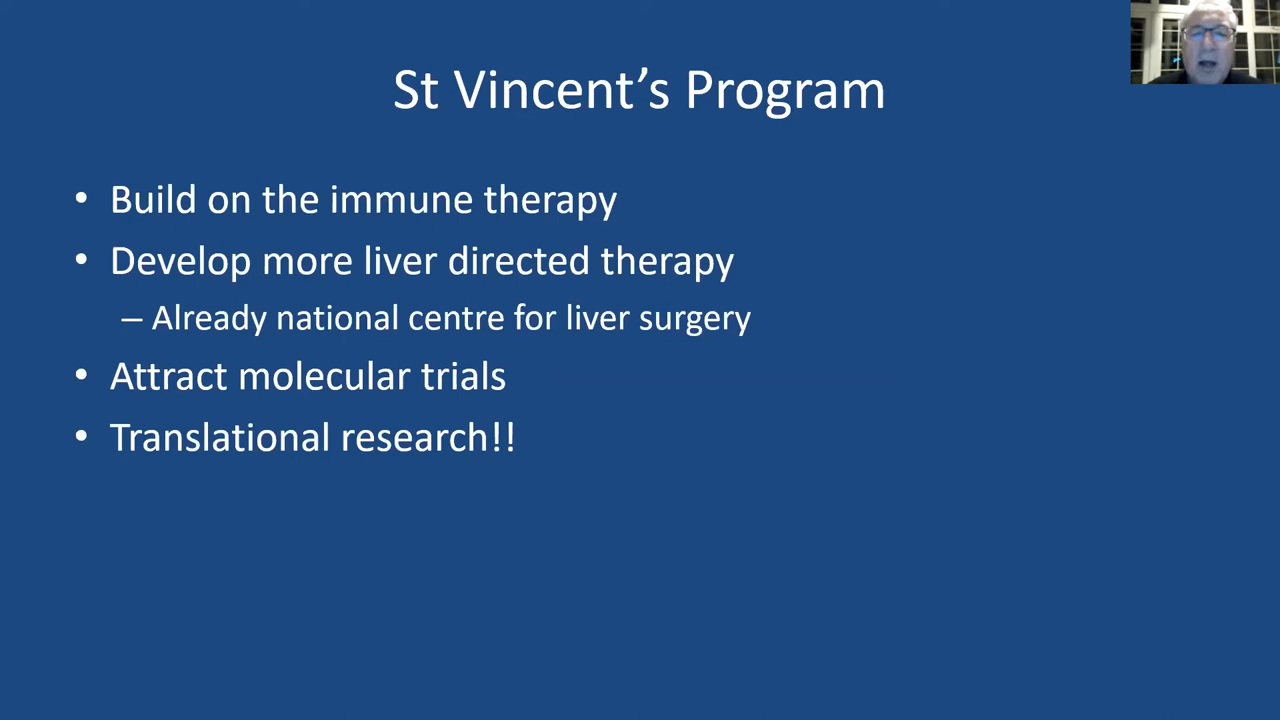 St Vincent’s Program
• Build on the immune therapy
• Develop more liver directed therapy
– Already national centre for liver surgery
• Attract molecular trials
• Translational research!!